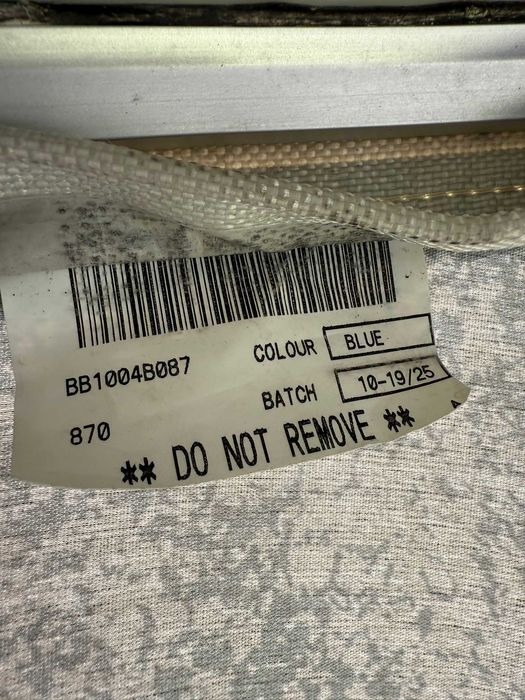 BB1004B087 COLOUR BLUE
870 BATCH 10-19/25
** DO NOT REMOVE **